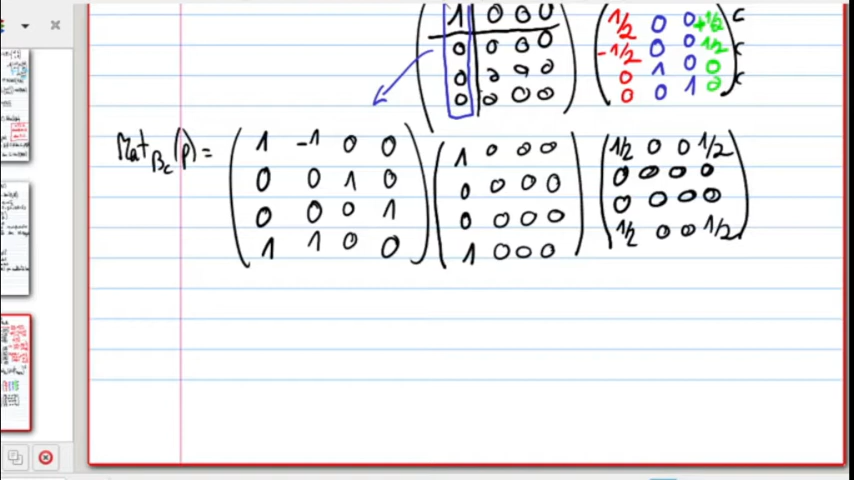 1 0 0 0 1/2 0 0 +1/2 c
0 0 0 0 -1/2 0 0 1/2 c
0 0 0 0 0 1 0 0 c
0 0 0 0 0 0 1 0
Mat_{Bc}(p) = 1 -1 0 0 1 0 0 0 1/2 0 0 1/2
0 0 1 0 0 0 0 0 0 0 0 0
0 0 0 1 0 0 0 0 0 0 0 0
1 1 0 0 1 0 0 0 1/2 0 0 1/2